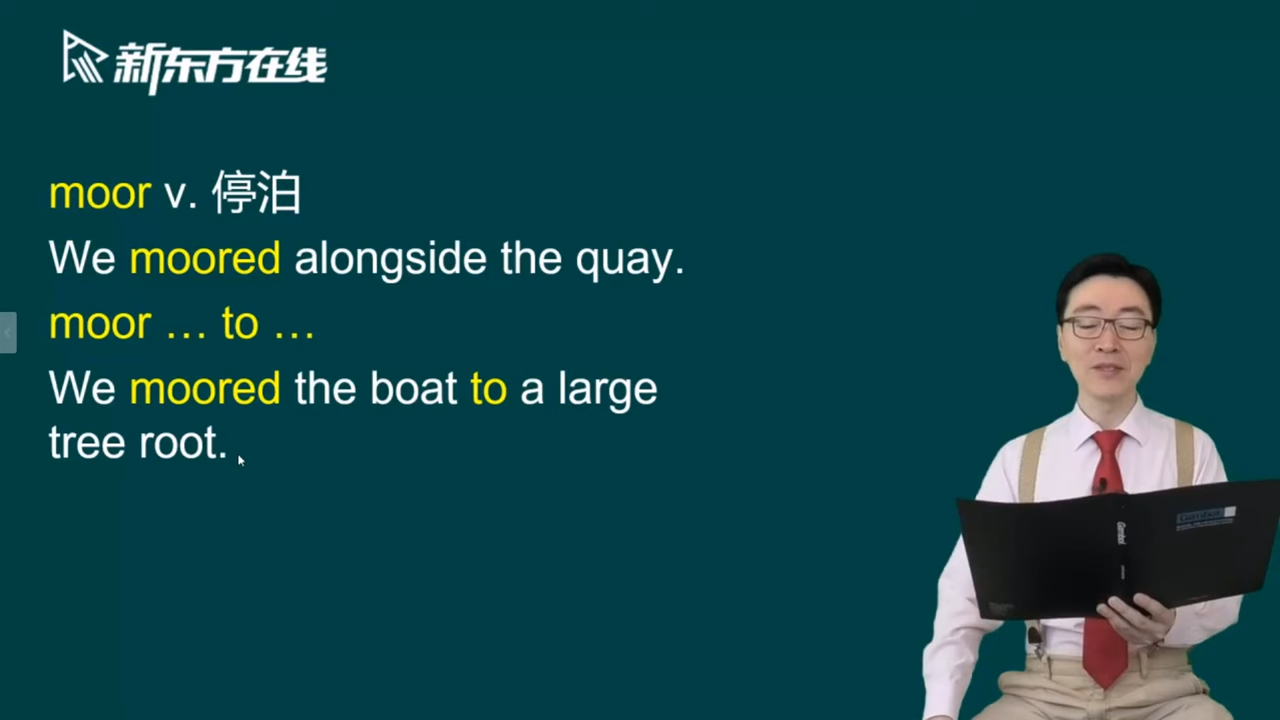 新东方在线
moor v. 停泊
We moored alongside the quay.
moor … to …
We moored the boat to a large
tree root.
Gambol